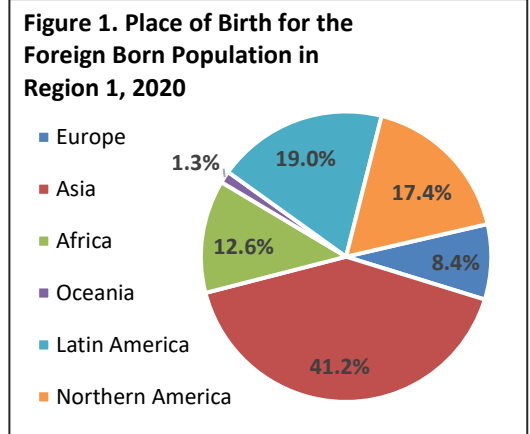 Figure 1. Place of Birth for the
Foreign Born Population in
Region 1, 2020
Europe
Asia
Africa
Oceania
Latin America
Northern America
1.3%
19.0%
17.4%
12.6%
8.4%
41.2%